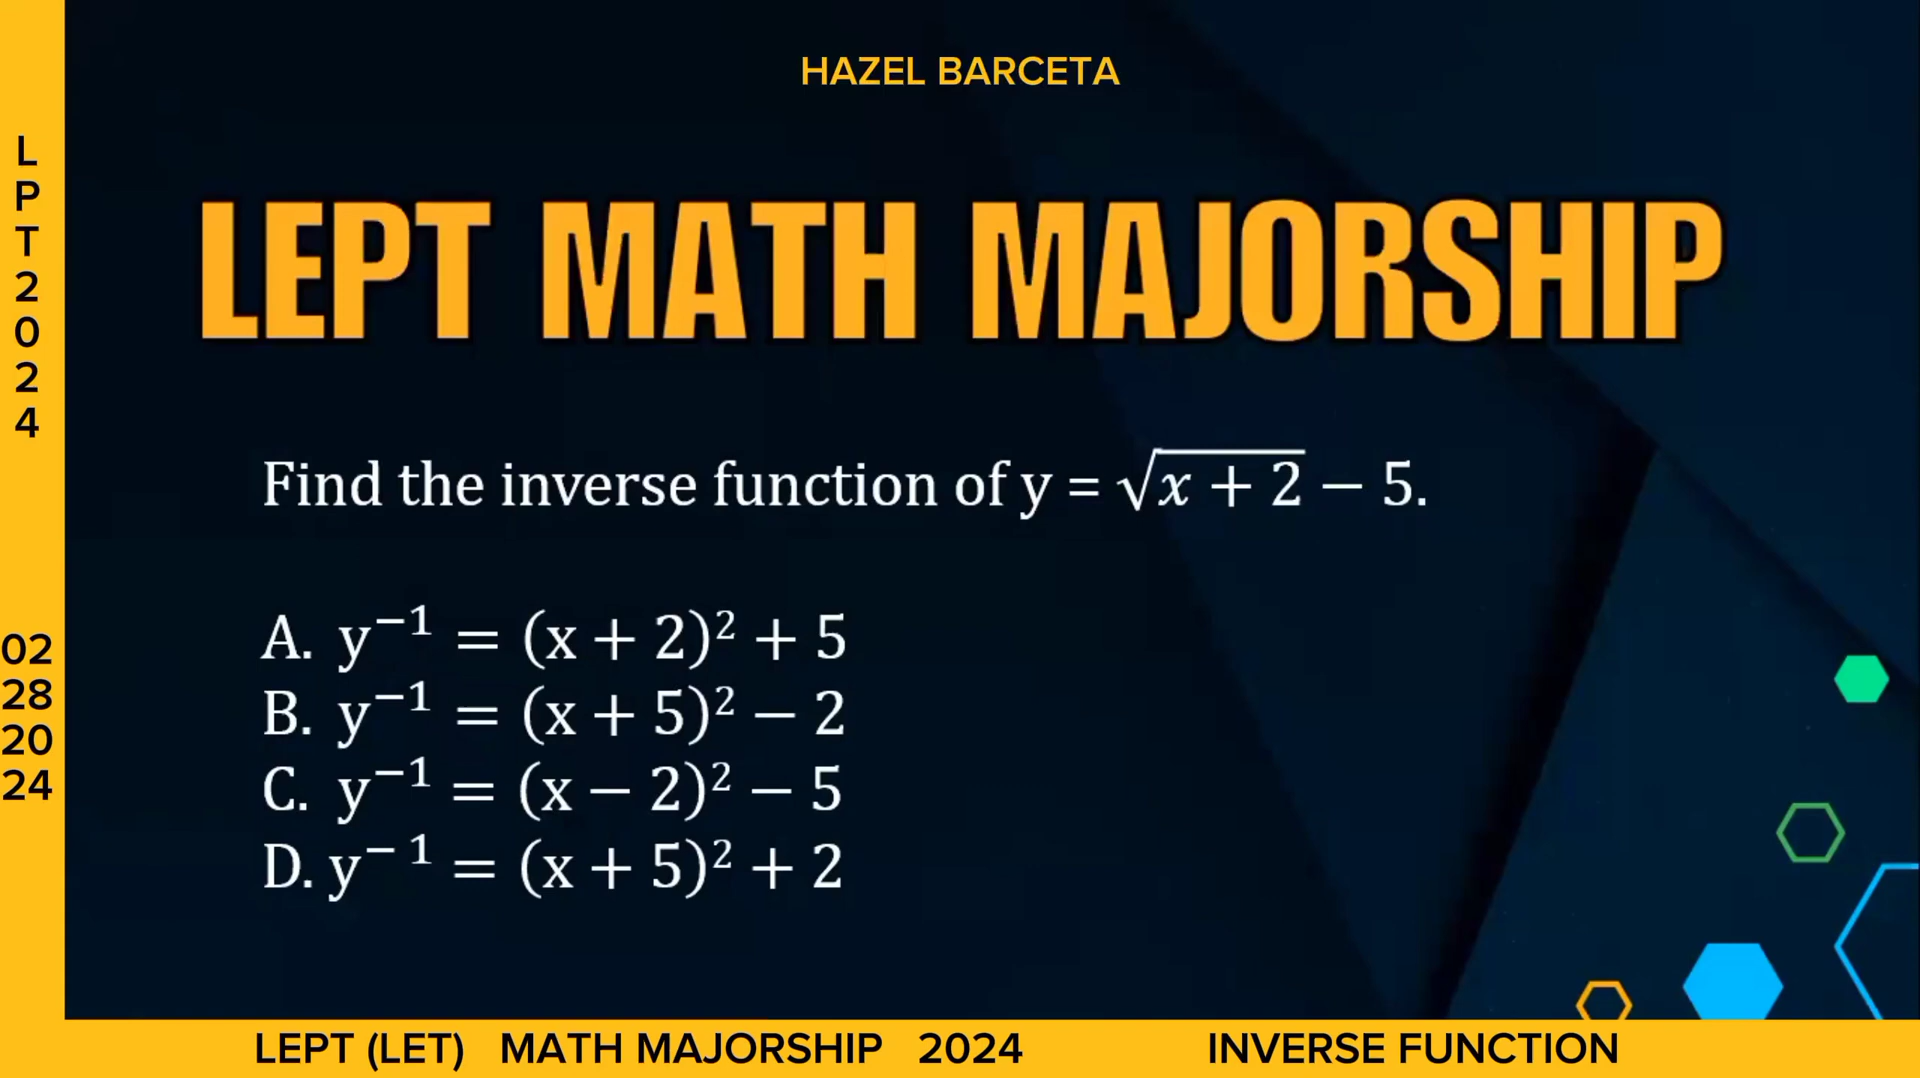 HAZEL BARCETA
L
P
T
2
0
2
4
LEPT MATH MAJORSHIP
Find the inverse function of y = √(x + 2) − 5.
A. y⁻¹ = (x + 2)² + 5
B. y⁻¹ = (x + 5)² − 2
C. y⁻¹ = (x − 2)² − 5
D. y⁻¹ = (x + 5)² + 2
02
28
20
24
LEPT (LET) MATH MAJORSHIP 2024 INVERSE FUNCTION